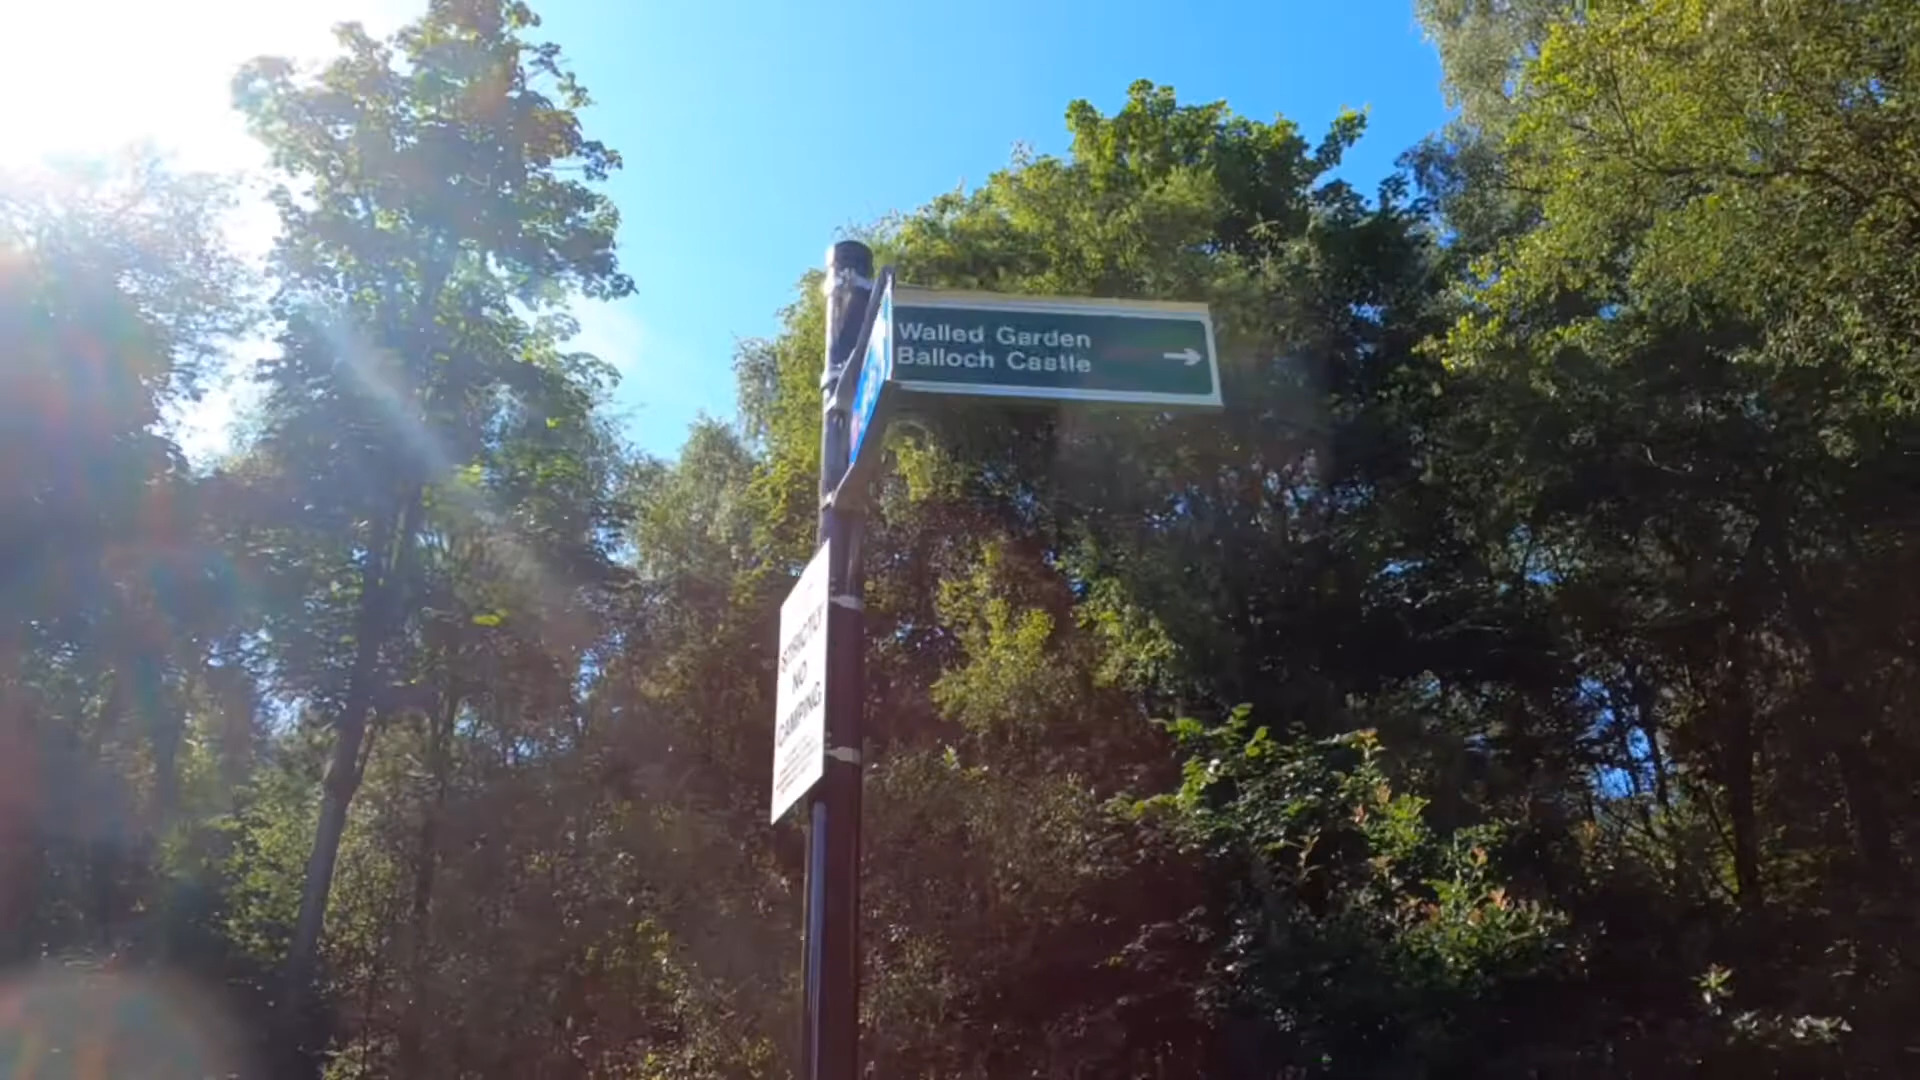 Walled Garden
Balloch Castle
STRICTLY
NO
CAMPING